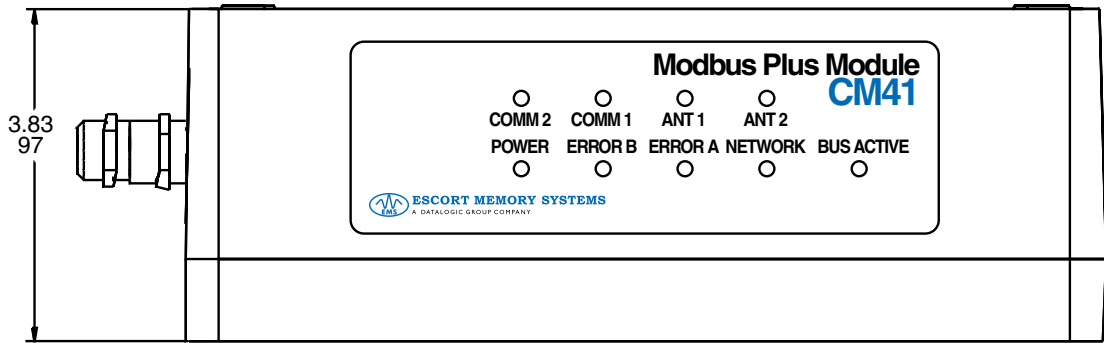 Modbus Plus Module
CM41
3.83
97
COMM 2 COMM 1 ANT 1 ANT 2
POWER ERROR B ERROR A NETWORK BUS ACTIVE
EMS
ESCORT MEMORY SYSTEMS
A DATALOGIC GROUP COMPANY